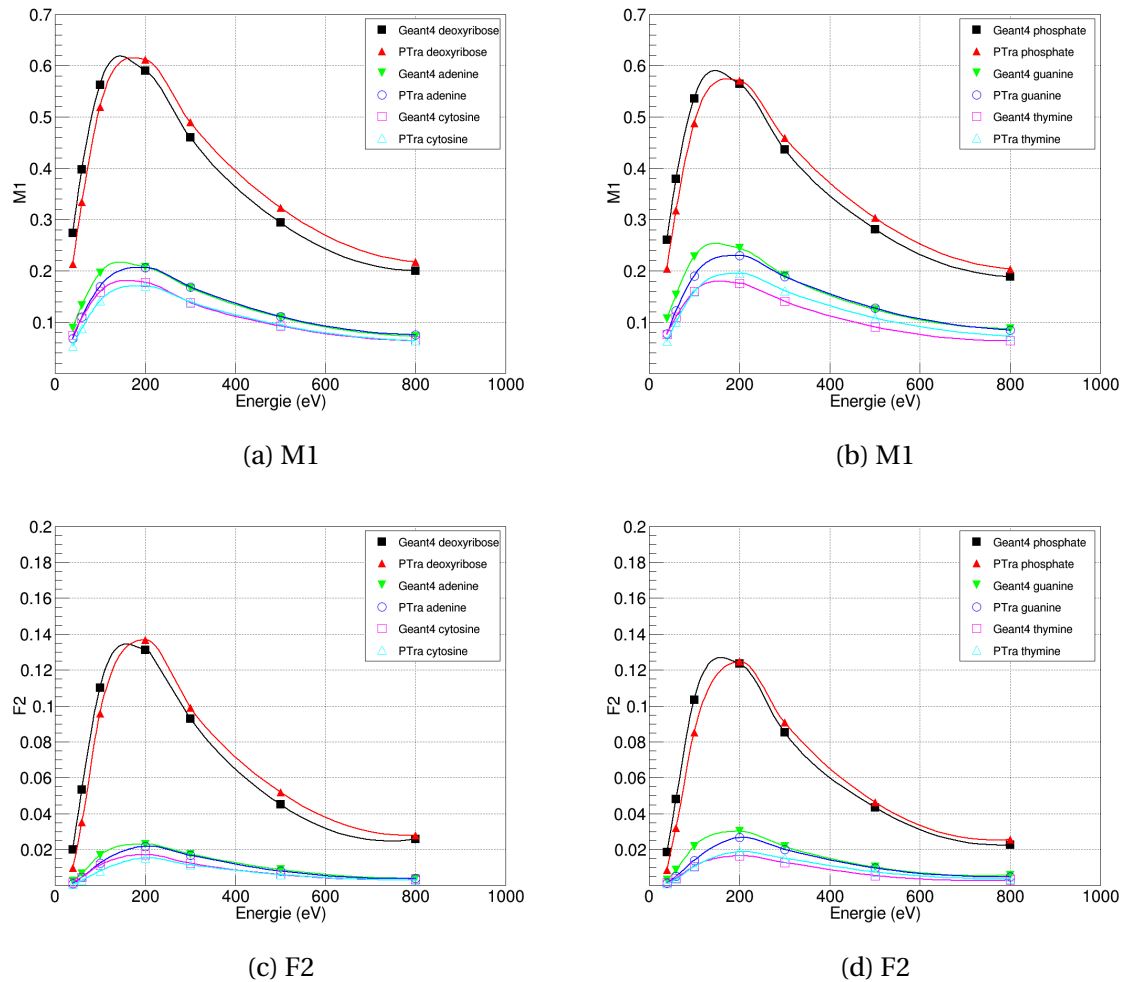 0.7
0.6
0.5
0.4
0.3
0.2
0.1
M1
0 200 400 600 800 1000
Energie (eV)
Geant4 deoxyribose
PTra deoxyribose
Geant4 adenine
PTra adenine
Geant4 cytosine
PTra cytosine
(a) M1
0.7
0.6
0.5
0.4
0.3
0.2
0.1
M1
0 200 400 600 800 1000
Energie (eV)
Geant4 phosphate
PTra phosphate
Geant4 guanine
PTra guanine
Geant4 thymine
PTra thymine
(b) M1
0.2
0.18
0.16
0.14
0.12
0.1
0.08
0.06
0.04
0.02
F2
0 200 400 600 800 1000
Energie (eV)
Geant4 deoxyribose
PTra deoxyribose
Geant4 adenine
PTra adenine
Geant4 cytosine
PTra cytosine
(c) F2
0.2
0.18
0.16
0.14
0.12
0.1
0.08
0.06
0.04
0.02
F2
0 200 400 600 800 1000
Energie (eV)
Geant4 phosphate
PTra phosphate
Geant4 guanine
PTra guanine
Geant4 thymine
PTra thymine
(d) F2